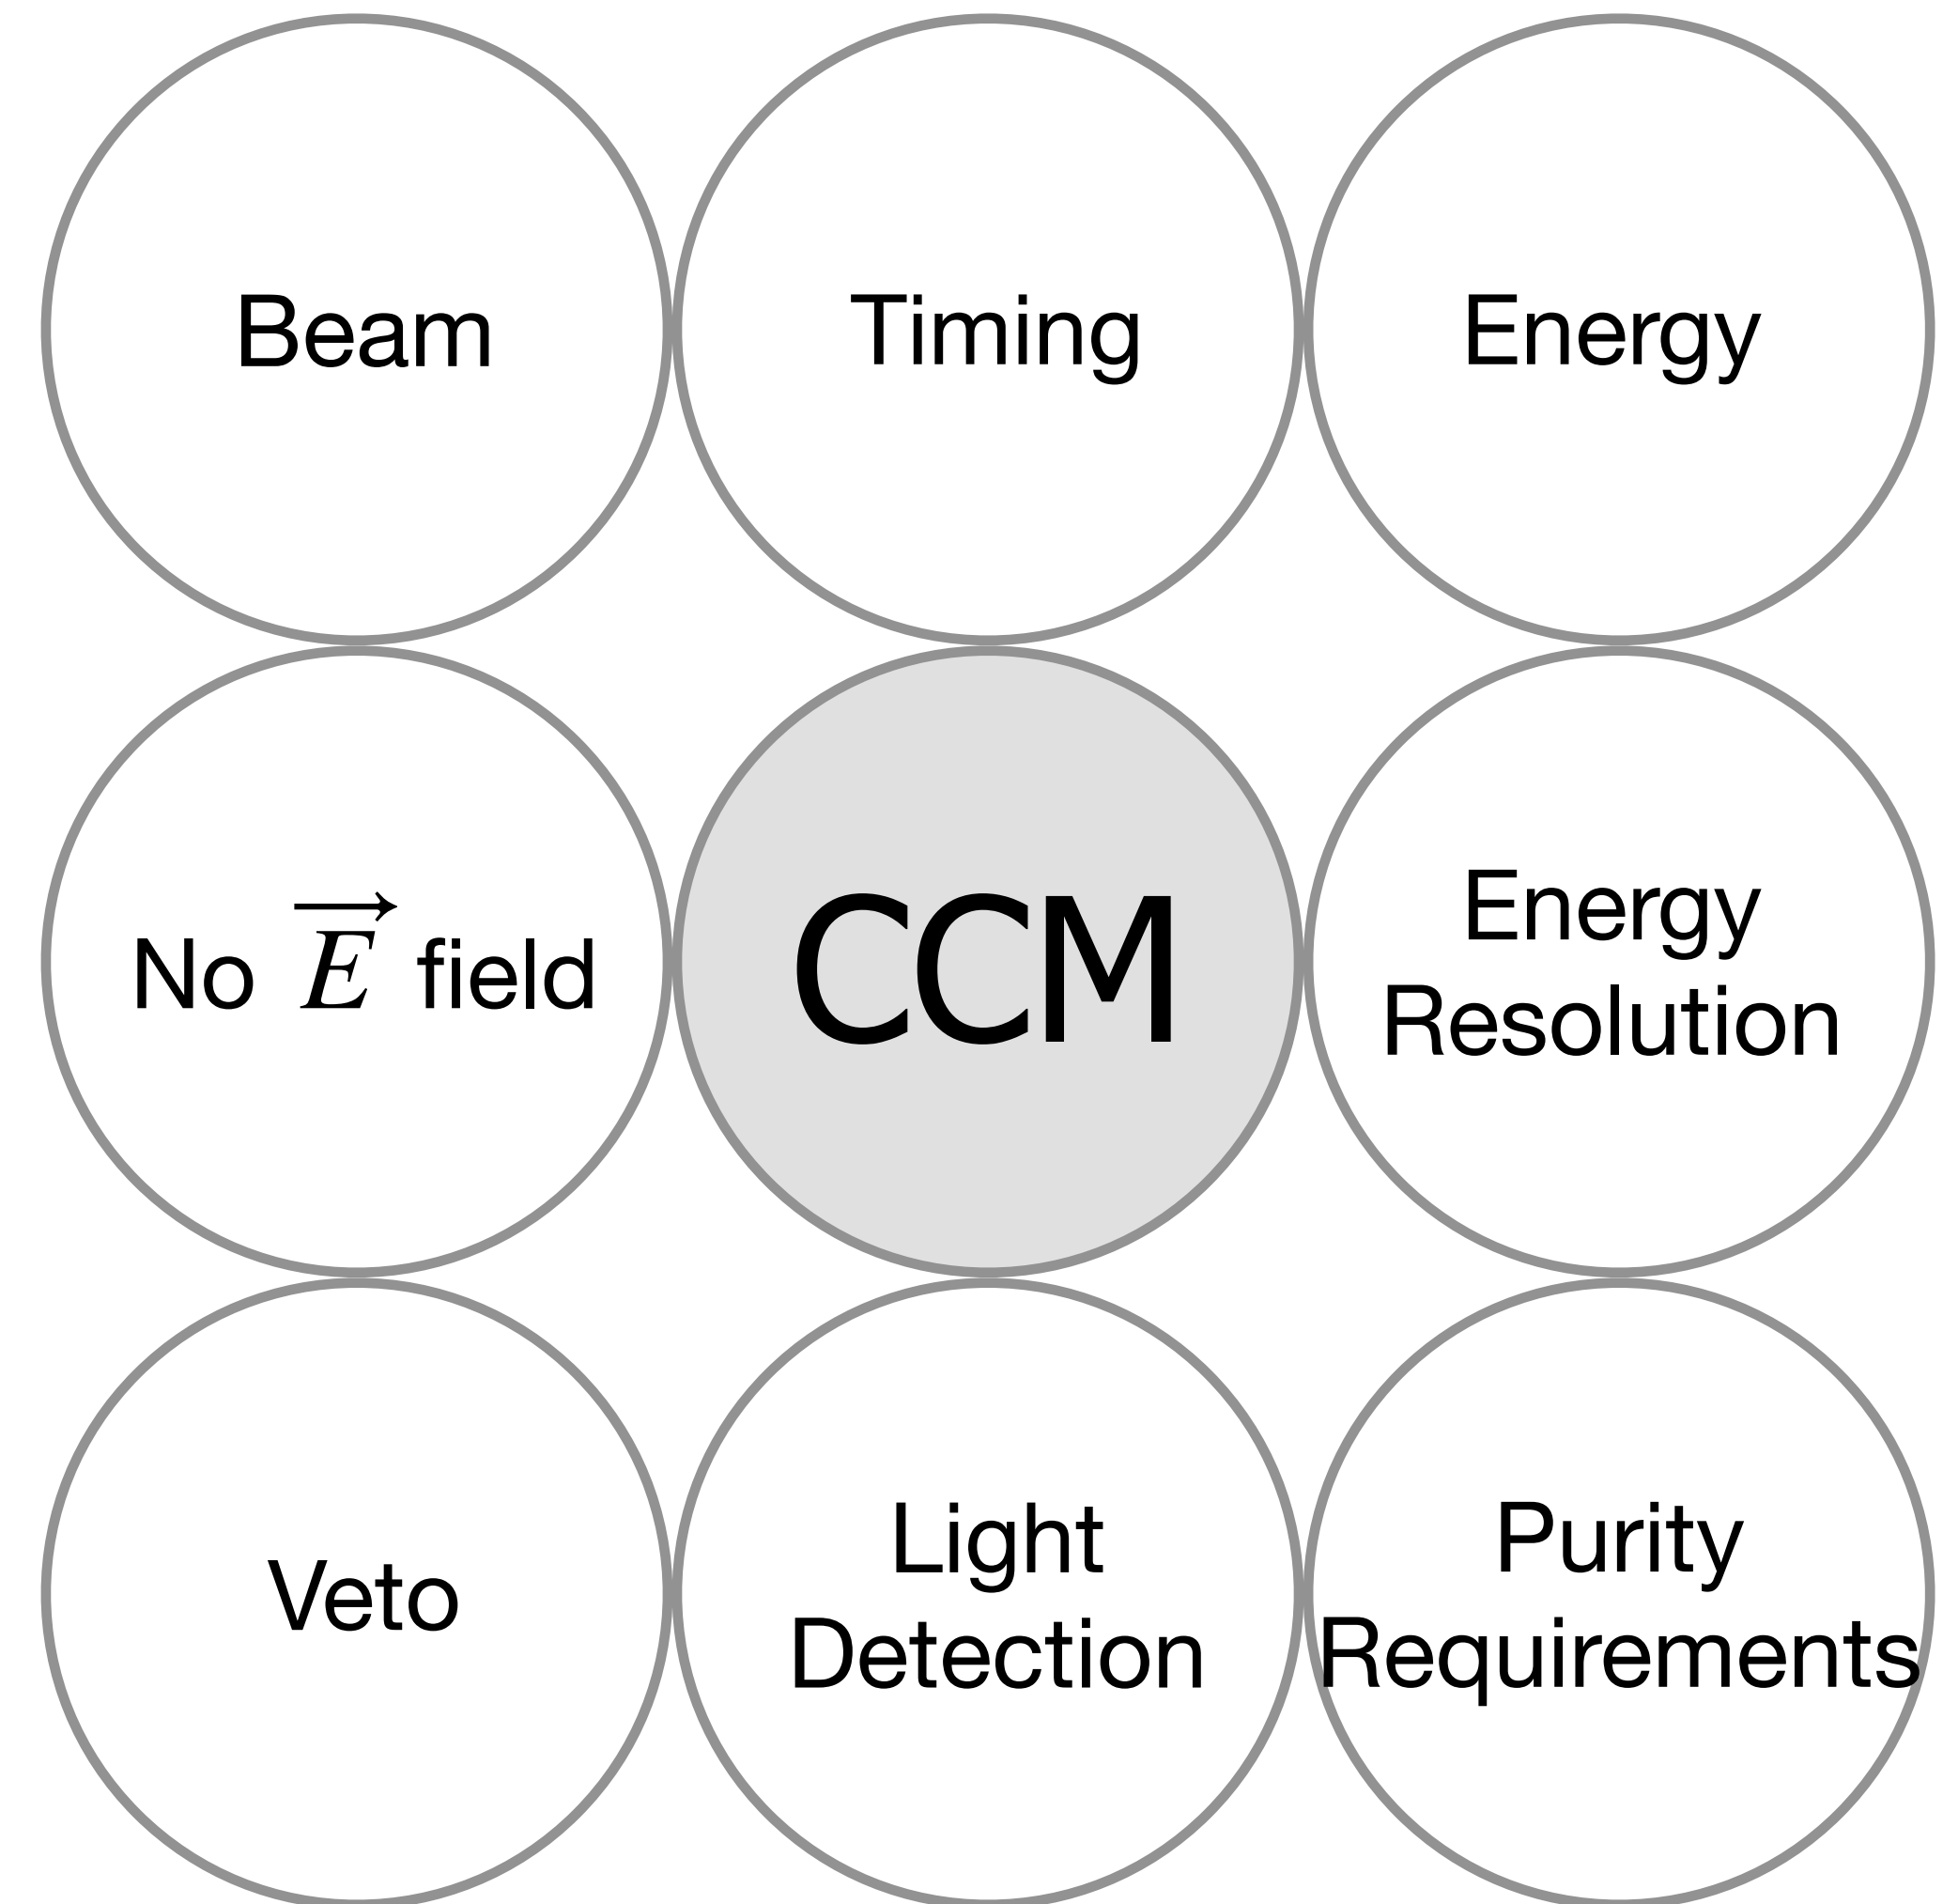 Beam
Timing
Energy
No $\overrightarrow{E}$ field
CCM
Energy
Resolution
Veto
Light
Detection
Purity
Requirements